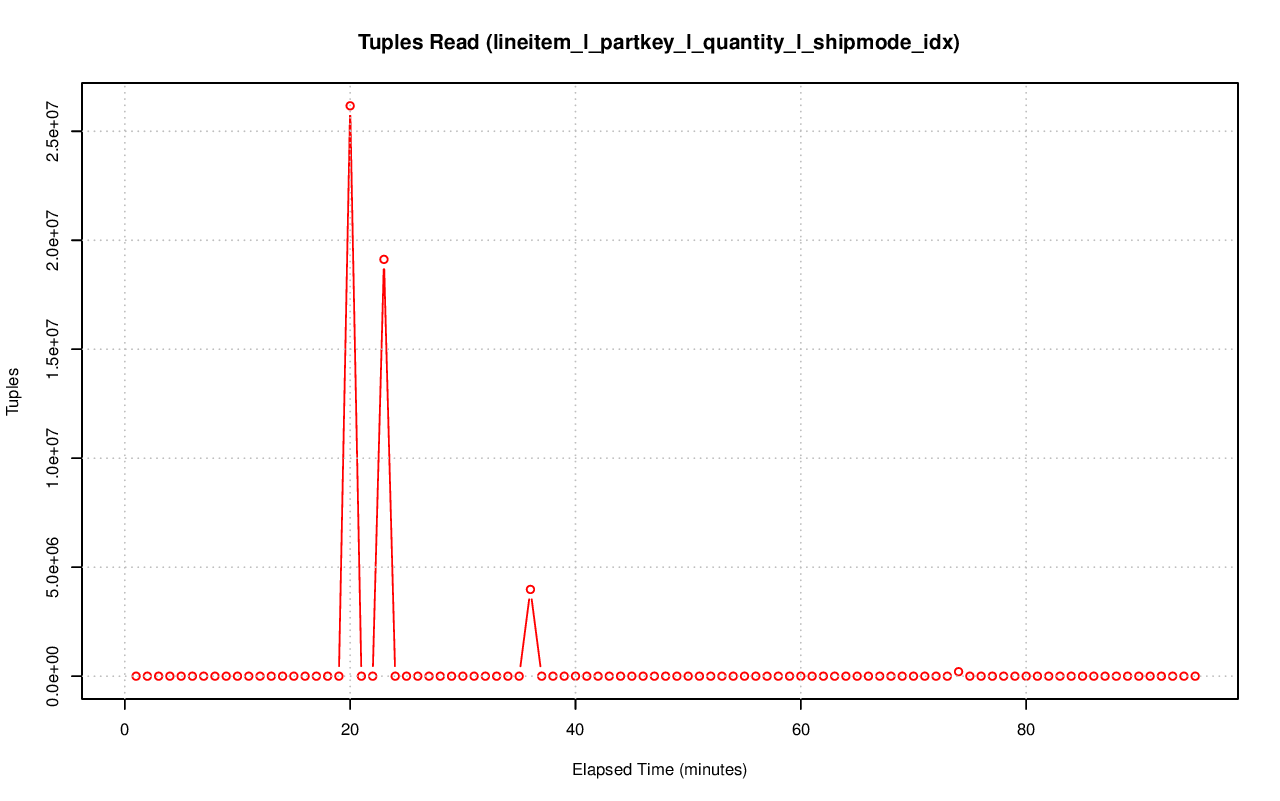 Tuples Read (lineitem_l_partkey_l_quantity_l_shipmode_idx)
2.5e+07
2.0e+07
1.5e+07
1.0e+07
5.0e+06
0.0e+00
Tuples
0 20 40 60 80
Elapsed Time (minutes)